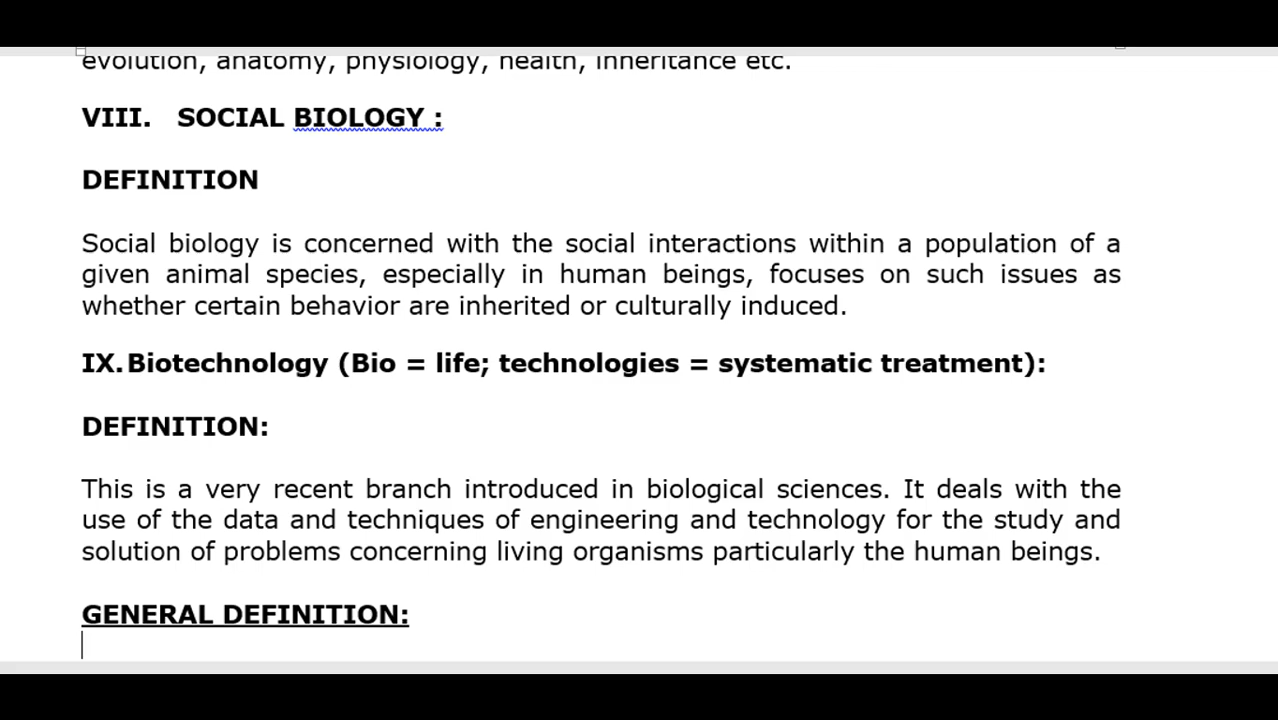 evolution, anatomy, physiology, health, inheritance etc.
VIII. SOCIAL BIOLOGY :
DEFINITION
Social biology is concerned with the social interactions within a population of a
given animal species, especially in human beings, focuses on such issues as
whether certain behavior are inherited or culturally induced.
IX. Biotechnology (Bio = life; technologies = systematic treatment):
DEFINITION:
This is a very recent branch introduced in biological sciences. It deals with the
use of the data and techniques of engineering and technology for the study and
solution of problems concerning living organisms particularly the human beings.
GENERAL DEFINITION: